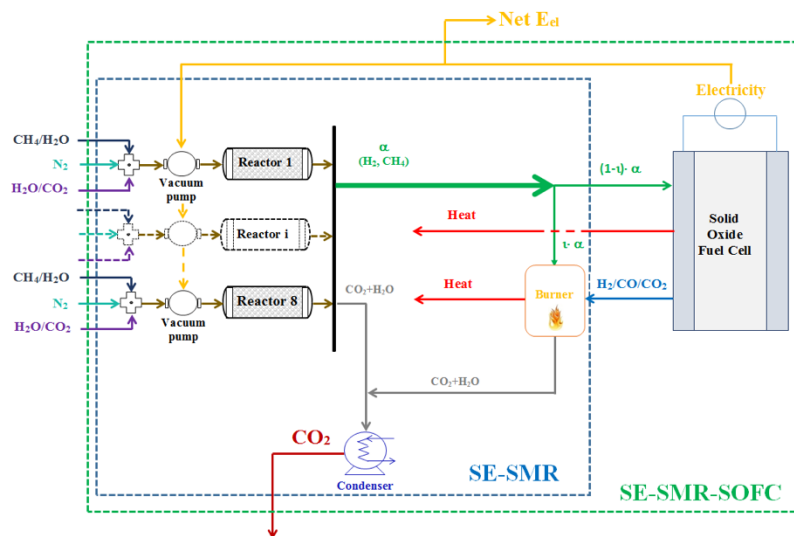 Net Eel
Electricity
CH4/H2O
N2
H2O/CO2
Vacuum
pump
Reactor 1
α
(H2, CH4)
(1-ι)· α
Solid
Oxide
Fuel Cell
Heat
Reactor i
ι· α
CH4/H2O
N2
H2O/CO2
Vacuum
pump
Reactor 8
CO2+H2O
Heat
Burner
H2/CO/CO2
CO2+H2O
CO2
Condenser
SE-SMR
SE-SMR-SOFC